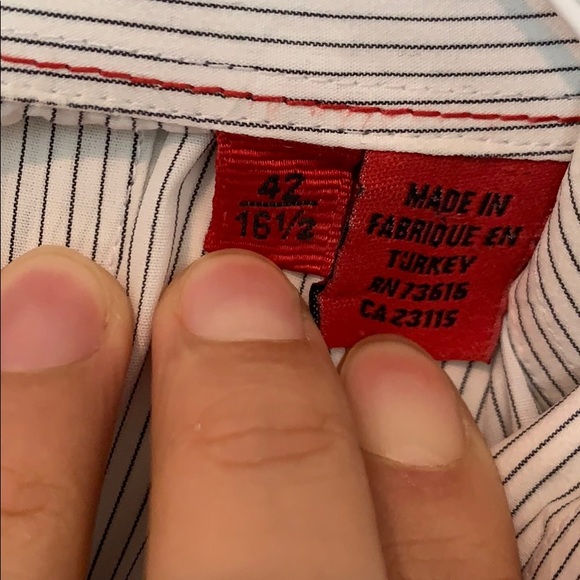 42
16½
MADE IN
FABRIQUE EN
TURKEY
RN 73616
CA 23115